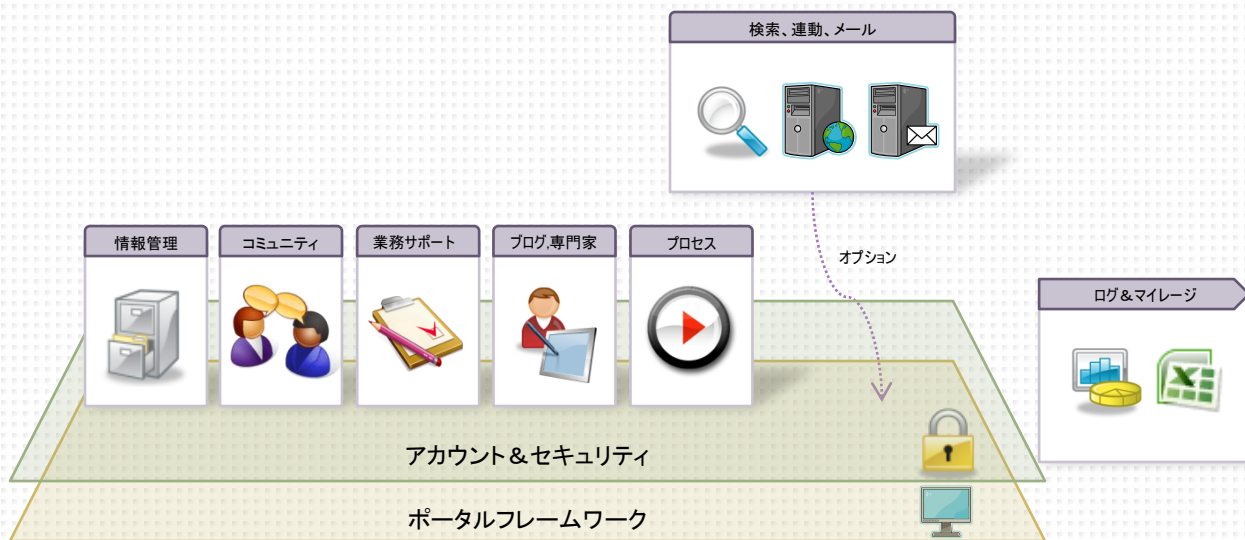 検索、連動、メール
情報管理
コミュニティ
業務サポート
ブログ,専門家
プロセス
オプション
ログ&マイレージ
アカウント&セキュリティ
ポータルフレームワーク